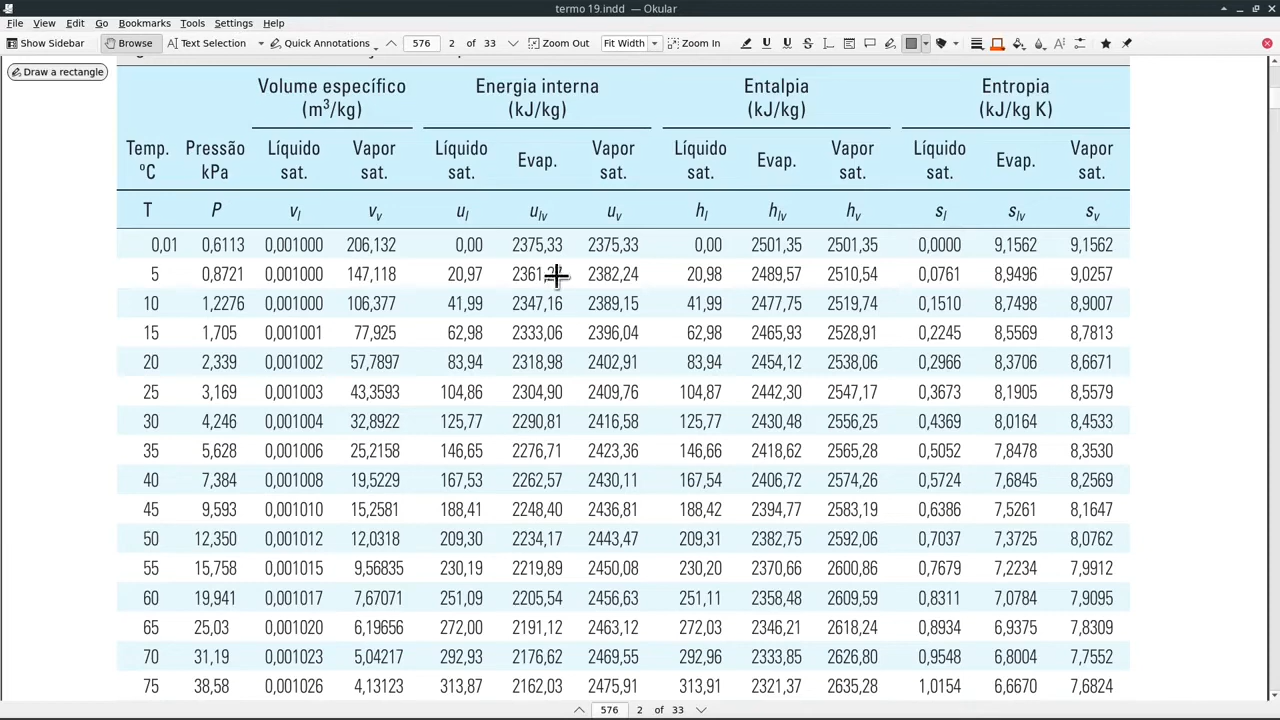 termo 19.indd — Okular
File View Edit Go Bookmarks Tools Settings Help
Show Sidebar Browse Text Selection Quick Annotations 576 2 of 33 Zoom Out Fit Width Zoom In
Draw a rectangle
Volume específico (m³/kg) Energia interna (kJ/kg) Entalpia (kJ/kg) Entropia (kJ/kg K)
Temp. ºC Pressão kPa Líquido sat. Vapor sat. Líquido sat. Evap. Vapor sat. Líquido sat. Evap. Vapor sat. Líquido sat. Evap. Vapor sat.
T P vl vv ul ulv uv hl hlv hv sl slv sv
0,01 0,6113 0,001000 206,132 0,00 2375,33 2375,33 0,00 2501,35 2501,35 0,0000 9,1562 9,1562
5 0,8721 0,001000 147,118 20,97 2382,24 20,98 2489,57 2510,54 0,0761 8,9496 9,0257
10 1,2276 0,001000 106,377 41,99 2347,16 2389,15 41,99 2477,75 2519,74 0,1510 8,7498 8,9007
15 1,705 0,001001 77,925 62,98 2333,06 2396,04 62,98 2465,93 2528,91 0,2245 8,5569 8,7813
20 2,339 0,001002 57,7897 83,94 2318,98 2402,91 83,94 2454,12 2538,06 0,2966 8,3706 8,6671
25 3,169 0,001003 43,3593 104,86 2304,90 2409,76 104,87 2442,30 2547,17 0,3673 8,1905 8,5579
30 4,246 0,001004 32,8922 125,77 2290,81 2416,58 125,77 2430,48 2556,25 0,4369 8,0164 8,4533
35 5,628 0,001006 25,2158 146,65 2276,71 2423,36 146,66 2418,62 2565,28 0,5052 7,8478 8,3530
40 7,384 0,001008 19,5229 167,53 2262,57 2430,11 167,54 2406,72 2574,26 0,5724 7,6845 8,2569
45 9,593 0,001010 15,2581 188,41 2248,40 2436,81 188,42 2394,77 2583,19 0,6386 7,5261 8,1647
50 12,350 0,001012 12,0318 209,30 2234,17 2443,47 209,31 2382,75 2592,06 0,7037 7,3725 8,0762
55 15,758 0,001015 9,56835 230,19 2219,89 2450,08 230,20 2370,66 2600,86 0,7679 7,2234 7,9912
60 19,941 0,001017 7,67071 251,09 2205,54 2456,63 251,11 2358,48 2609,59 0,8311 7,0784 7,9095
65 25,03 0,001020 6,19656 272,00 2191,12 2463,12 272,03 2346,21 2618,24 0,8934 6,9375 7,8309
70 31,19 0,001023 5,04217 292,93 2176,62 2469,55 292,96 2333,85 2626,80 0,9548 6,8004 7,7552
75 38,58 0,001026 4,13123 313,87 2162,03 2475,91 313,91 2321,37 2635,28 1,0154 6,6670 7,6824
576 2 of 33